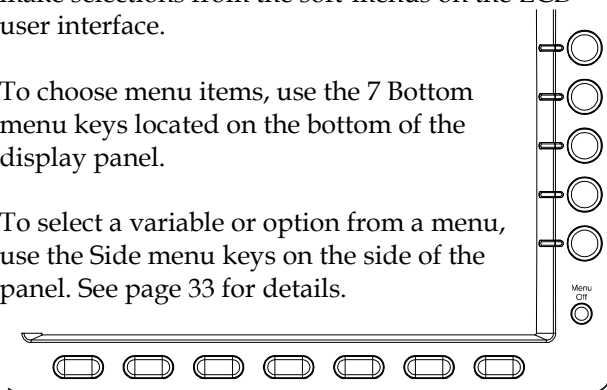 make selections from the soft-menus on the LCD
user interface.
To choose menu items, use the 7 Bottom
menu keys located on the bottom of the
display panel.
To select a variable or option from a menu,
use the Side menu keys on the side of the
panel. See page 33 for details.
Menu
Off